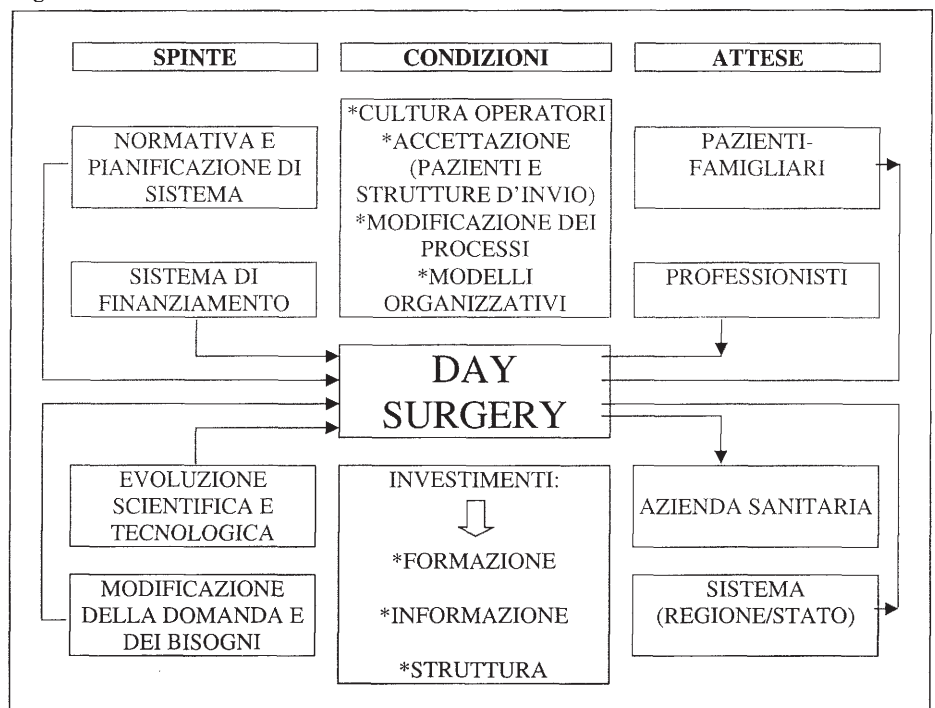 SPINTE
CONDIZIONI
ATTESE
NORMATIVA E
PIANIFICAZIONE DI
SISTEMA
*CULTURA OPERATORI
*ACCETTAZIONE
(PAZIENTI E
STRUTTURE D'INVIO)
*MODIFICAZIONE DEI
PROCESSI
*MODELLI
ORGANIZZATIVI
PAZIENTI-
FAMIGLIARI
SISTEMA DI
FINANZIAMENTO
PROFESSIONISTI
DAY
SURGERY
EVOLUZIONE
SCIENTIFICA E
TECNOLOGICA
INVESTIMENTI:
*FORMAZIONE
*INFORMAZIONE
*STRUTTURA
AZIENDA SANITARIA
MODIFICAZIONE
DELLA DOMANDA E
DEI BISOGNI
SISTEMA
(REGIONE/STATO)